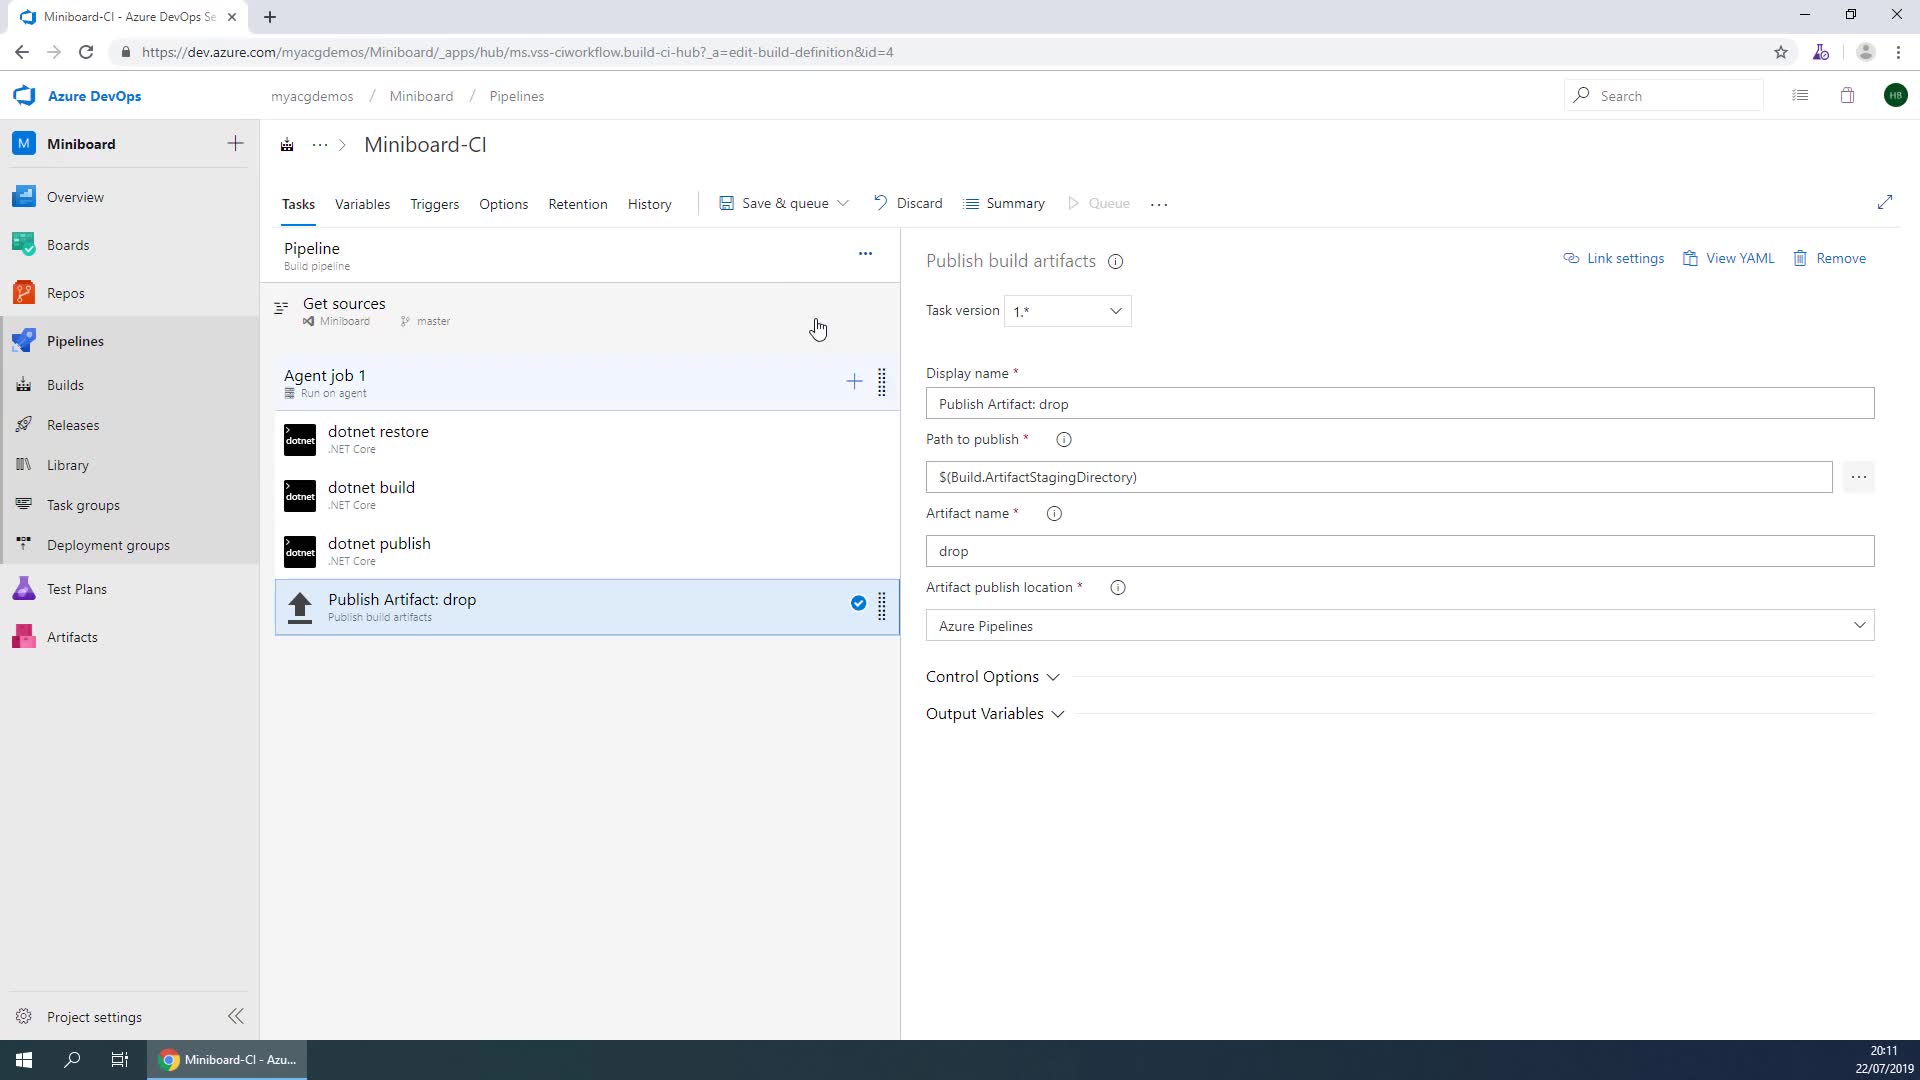 Miniboard-CI - Azure DevOps Se
https://dev.azure.com/myacgdemos/Miniboard/_apps/hub/ms.vss-ciworkflow.build-ci-hub?_a=edit-build-definition&id=4
Azure DevOps
myacgdemos / Miniboard / Pipelines
Search
HB
M Miniboard
Miniboard-CI
Overview
Boards
Repos
Pipelines
Builds
Releases
Library
Task groups
Deployment groups
Test Plans
Artifacts
Project settings
Tasks Variables Triggers Options Retention History Save & queue Discard Summary Queue ...
Pipeline
Build pipeline
Get sources
Miniboard master
Agent job 1
Run on agent
dotnet dotnet restore
.NET Core
dotnet dotnet build
.NET Core
dotnet dotnet publish
.NET Core
Publish Artifact: drop
Publish build artifacts
Publish build artifacts
Link settings View YAML Remove
Task version 1.*
Display name *
Publish Artifact: drop
Path to publish *
$(Build.ArtifactStagingDirectory)
Artifact name *
drop
Artifact publish location *
Azure Pipelines
Control Options
Output Variables
Miniboard-CI - Azu...
20:11
22/07/2019